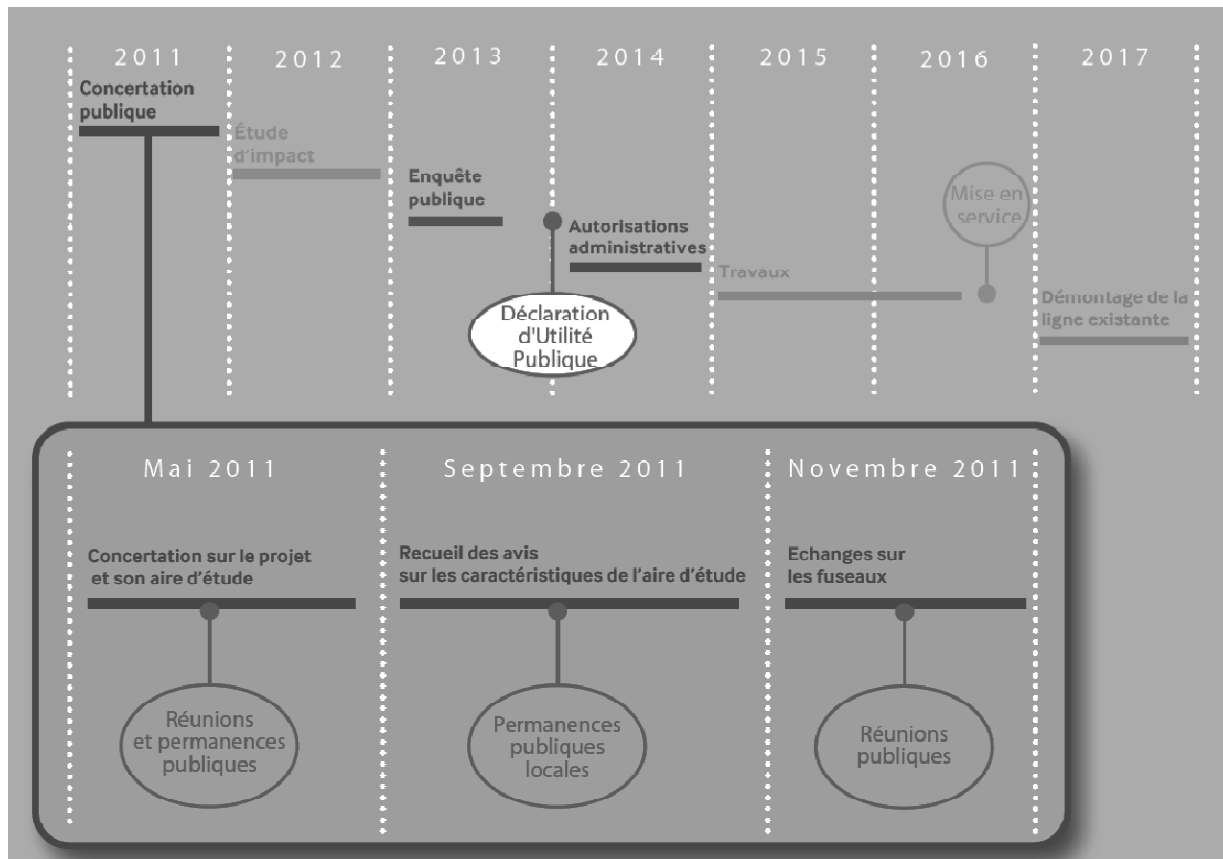 2011
2012
2013
2014
2015
2016
2017
Concertation
publique
Étude
d'impact
Enquête
publique
Déclaration
d'Utilité
Publique
Autorisations
administratives
Travaux
Mise en
service
Démontage de la
ligne existante
Mai 2011
Septembre 2011
Novembre 2011
Concertation sur le projet
et son aire d'étude
Recueil des avis
sur les caractéristiques de l'aire d'étude
Echanges sur
les fuseaux
Réunions
et permanences
publiques
Permanences
publiques
locales
Réunions
publiques